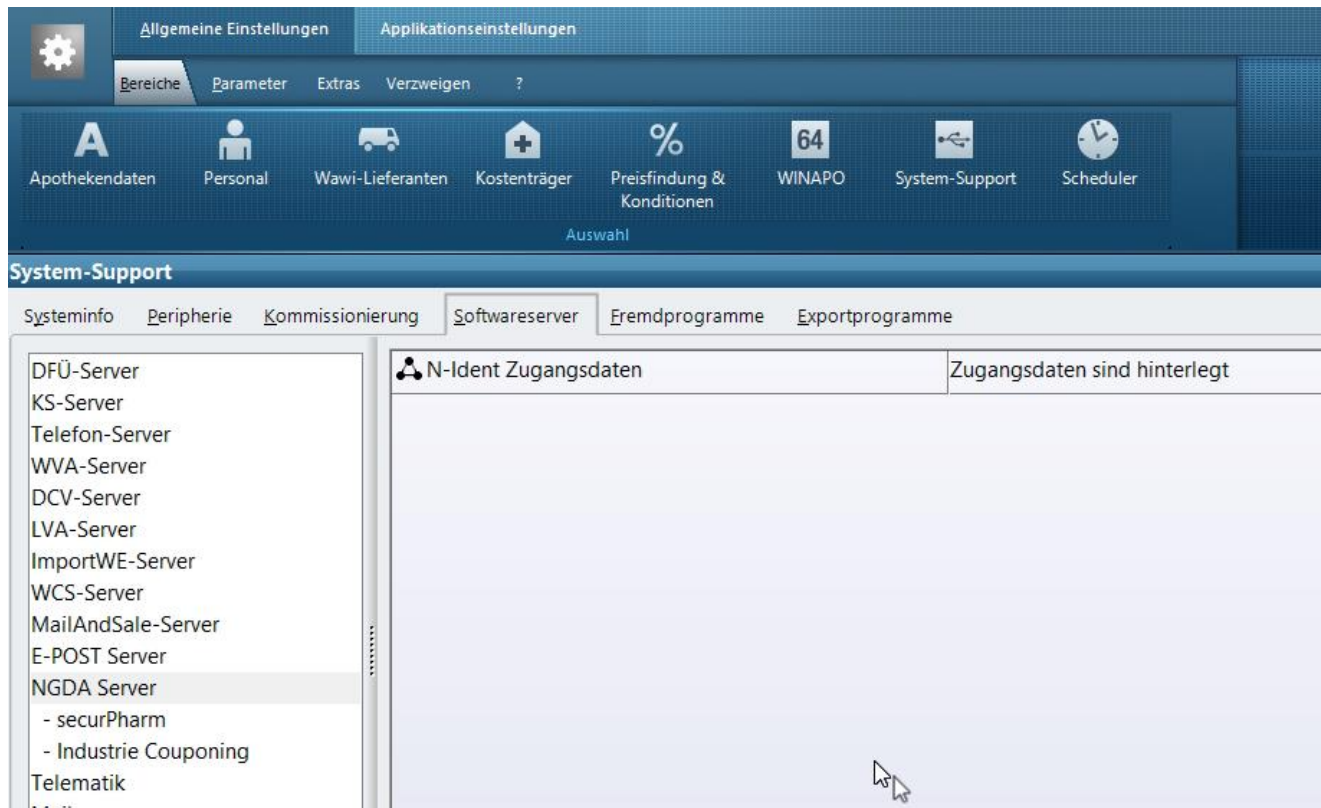 Allgemeine Einstellungen Applikationseinstellungen
Bereiche Parameter Extras Verzweigen ?
A 64
Apothekendaten Personal Wawi-Lieferanten Kostenträger Preisfindung & Konditionen WINAPO System-Support Scheduler
Auswahl
System-Support
Systeminfo Peripherie Kommissionierung Softwareserver Fremdprogramme Exportprogramme
DFÜ-Server
KS-Server
Telefon-Server
WVA-Server
DCV-Server
LVA-Server
ImportWE-Server
WCS-Server
MailAndSale-Server
E-POST Server
NGDA Server
- securPharm
- Industrie Couponing
Telematik
N-Ident Zugangsdaten Zugangsdaten sind hinterlegt